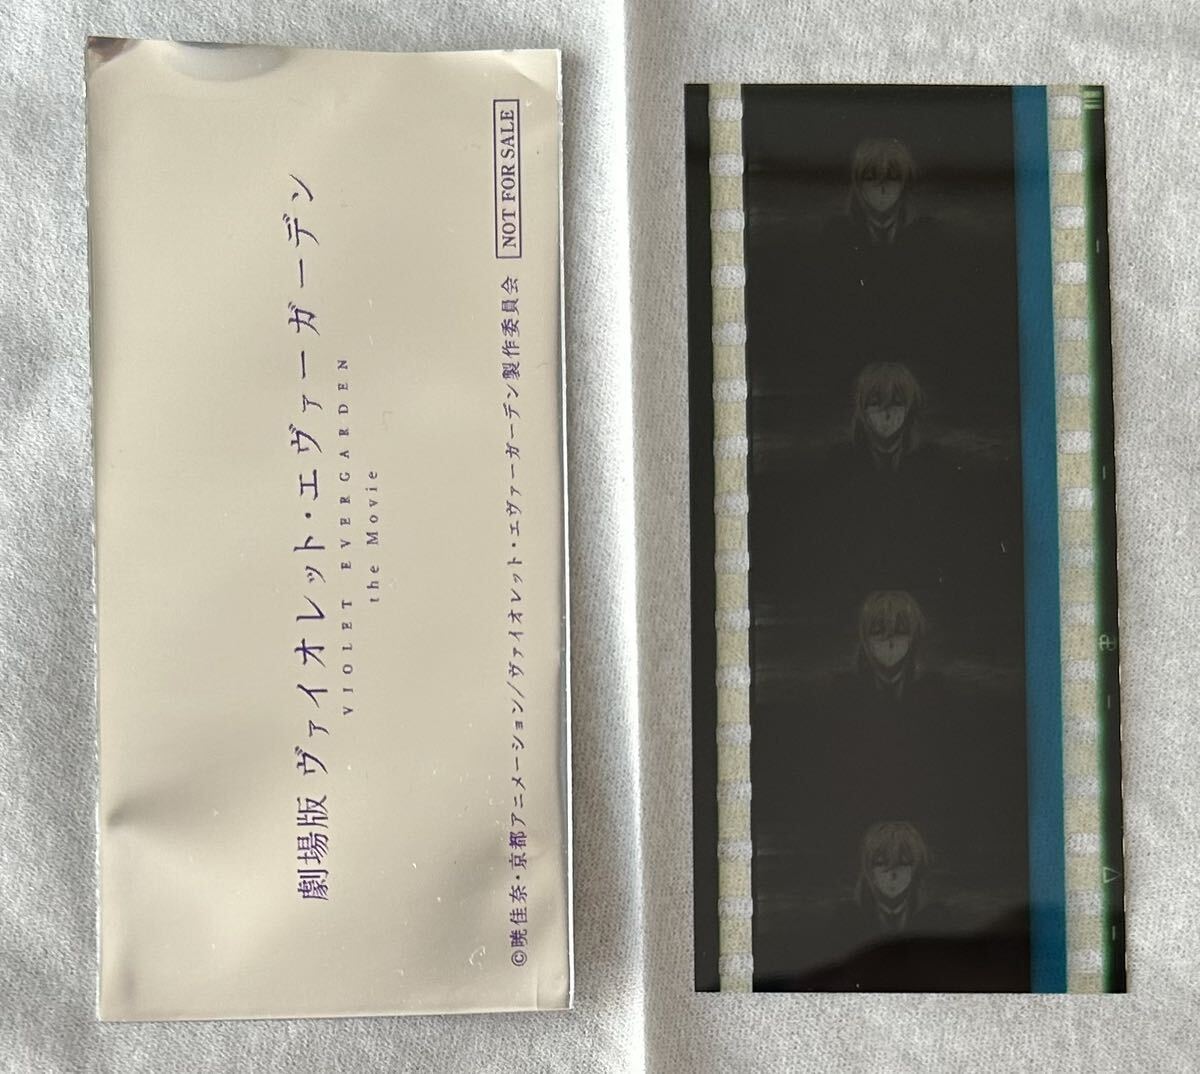 劇場版 ヴァイオレット・エヴァーガーデン
VIOLET EVERGARDEN
the Movie
NOT FOR SALE
©暁佳奈・京都アニメーション/ヴァイオレット・エヴァーガーデン製作委員会